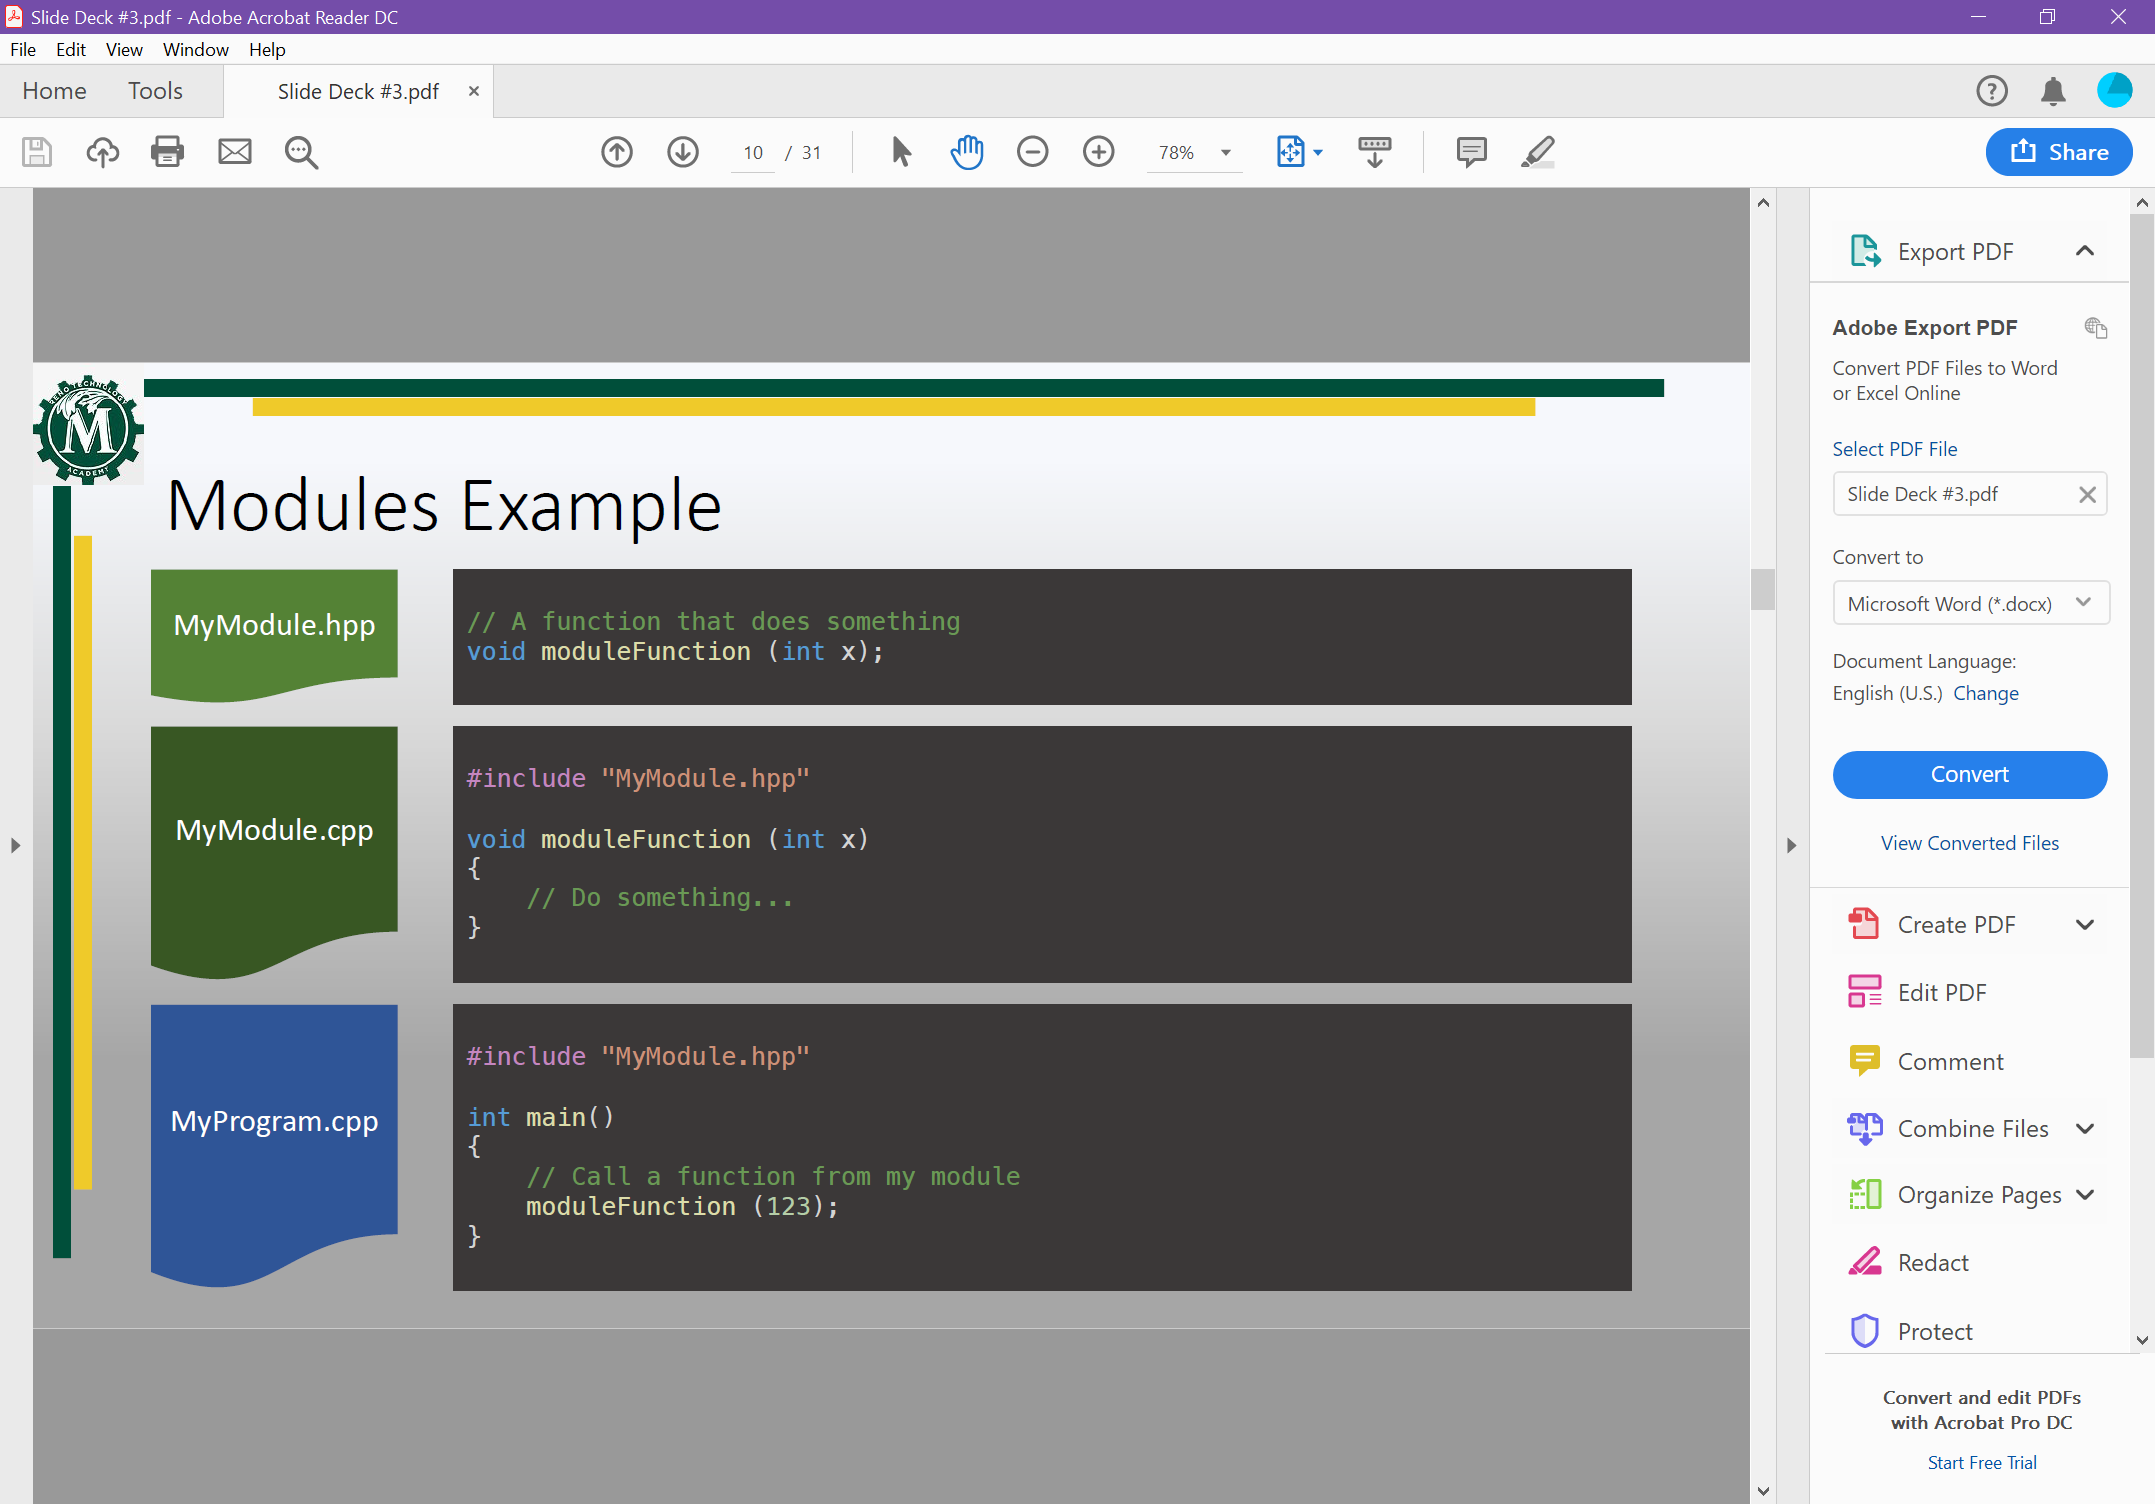 Slide Deck #3.pdf - Adobe Acrobat Reader DC
File Edit View Window Help
Home Tools Slide Deck #3.pdf
10 / 31 78% Share
Export PDF
Adobe Export PDF
Convert PDF Files to Word
or Excel Online
Select PDF File
Slide Deck #3.pdf
Convert to
Microsoft Word (*.docx)
Document Language:
English (U.S.) Change
Convert
View Converted Files
Create PDF
Edit PDF
Comment
Combine Files
Organize Pages
Redact
Protect
Convert and edit PDFs
with Acrobat Pro DC
Start Free Trial
TECHNOLOGY
M
ACADEMY
Modules Example
MyModule.hpp
// A function that does something
void moduleFunction (int x);
MyModule.cpp
#include "MyModule.hpp"
void moduleFunction (int x)
{
// Do something...
}
MyProgram.cpp
#include "MyModule.hpp"
int main()
{
// Call a function from my module
moduleFunction (123);
}